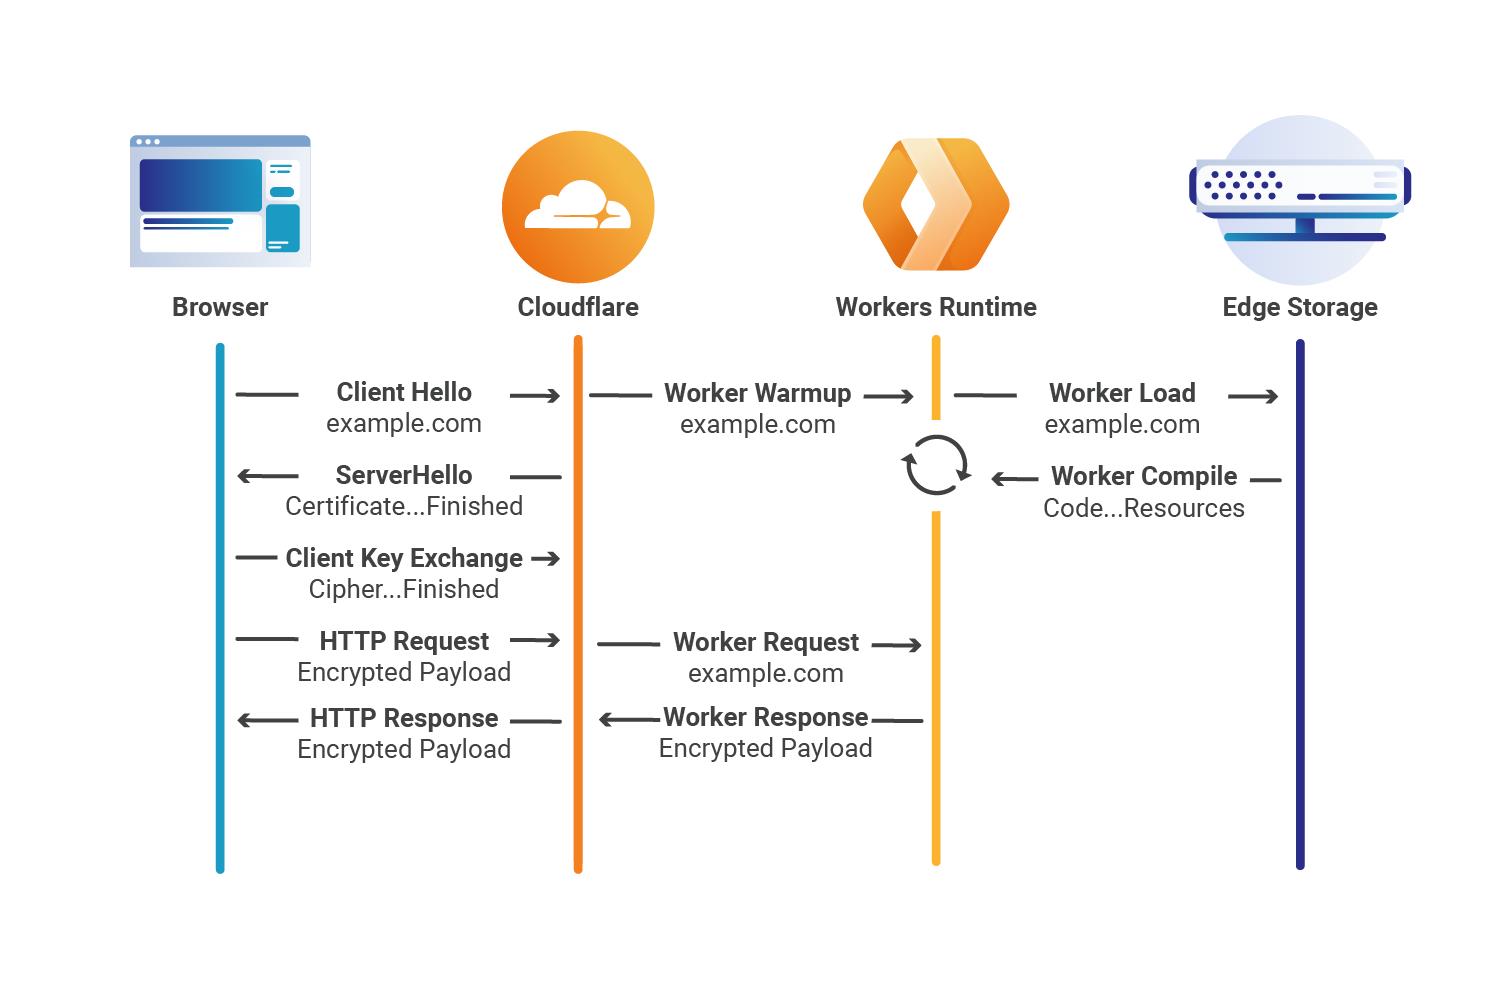 Browser
Cloudflare
Workers Runtime
Edge Storage
Client Hello
example.com
Worker Warmup
example.com
Worker Load
example.com
ServerHello
Certificate...Finished
Worker Compile
Code...Resources
Client Key Exchange
Cipher...Finished
HTTP Request
Encrypted Payload
Worker Request
example.com
HTTP Response
Encrypted Payload
Worker Response
Encrypted Payload